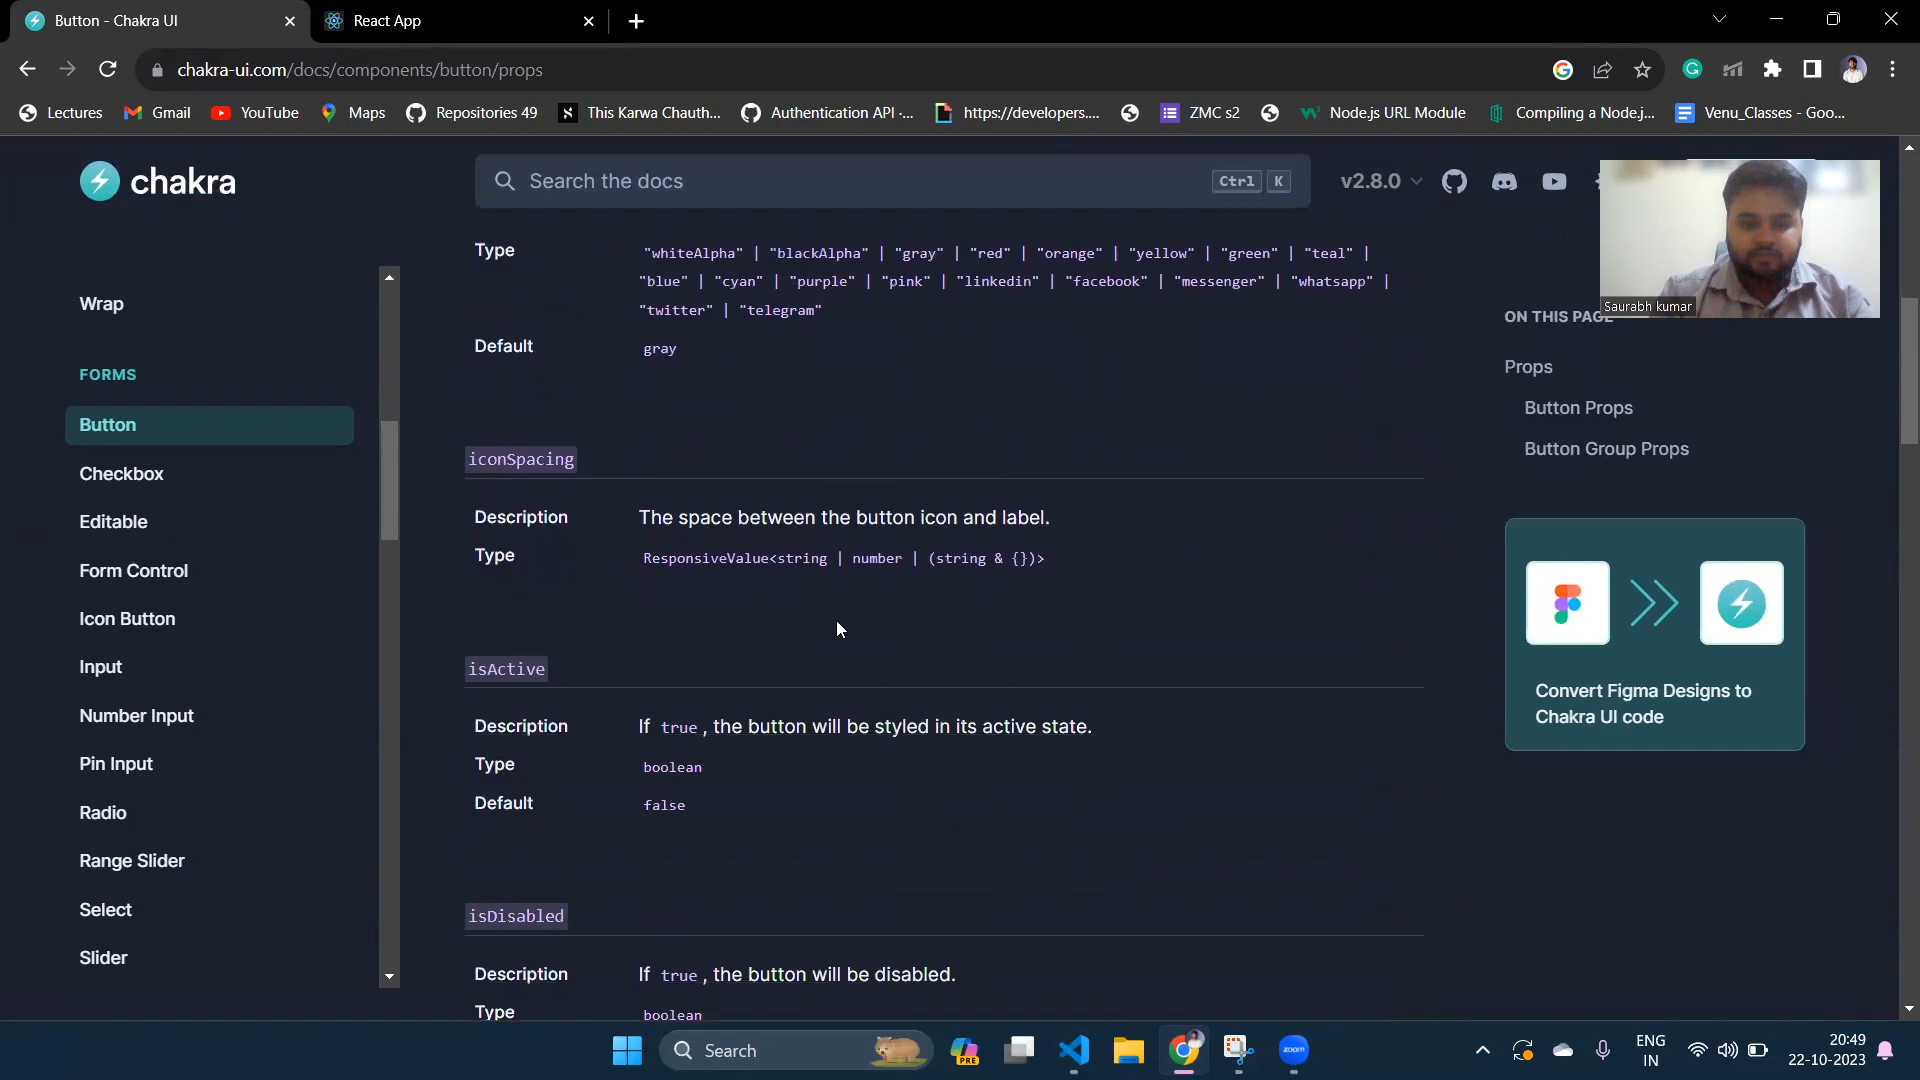 Button - Chakra UI
React App
chakra-ui.com/docs/components/button/props
Lectures
Gmail
YouTube
Maps
Repositories 49
This Karwa Chauth...
Authentication API ·...
https://developers....
ZMC s2
Node.js URL Module
Compiling a Node.j...
Venu_Classes - Goo...
chakra
Search the docs
Ctrl K
v2.8.0
Saurabh kumar
Wrap
FORMS
Button
Checkbox
Editable
Form Control
Icon Button
Input
Number Input
Pin Input
Radio
Range Slider
Select
Slider
Type
"whiteAlpha" | "blackAlpha" | "gray" | "red" | "orange" | "yellow" | "green" | "teal" |
"blue" | "cyan" | "purple" | "pink" | "linkedin" | "facebook" | "messenger" | "whatsapp" |
"twitter" | "telegram"
Default
gray
iconSpacing
Description
The space between the button icon and label.
Type
ResponsiveValue<string | number | (string & {})>
isActive
Description
If true, the button will be styled in its active state.
Type
boolean
Default
false
isDisabled
Description
If true, the button will be disabled.
Type
boolean
ON THIS PAGE
Props
Button Props
Button Group Props
Convert Figma Designs to
Chakra UI code
Search
PRE
zoom
ENG
IN
20:49
22-10-2023